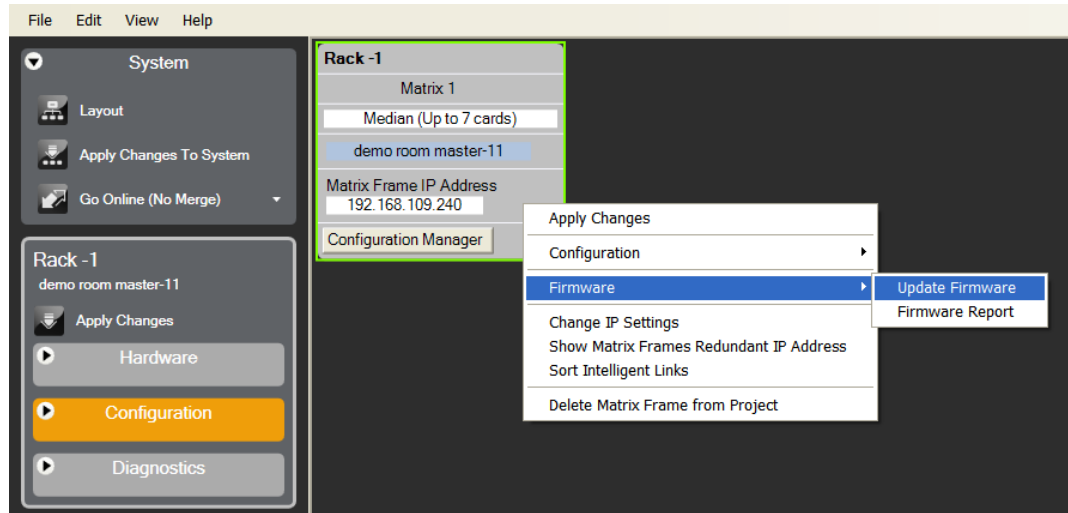 File Edit View Help
System
Layout
Apply Changes To System
Go Online (No Merge)
Rack -1
demo room master-11
Apply Changes
Hardware
Configuration
Diagnostics
Rack -1
Matrix 1
Median (Up to 7 cards)
demo room master-11
Matrix Frame IP Address
192.168.109.240
Configuration Manager
Apply Changes
Configuration
Firmware
Change IP Settings
Show Matrix Frames Redundant IP Address
Sort Intelligent Links
Delete Matrix Frame from Project
Update Firmware
Firmware Report